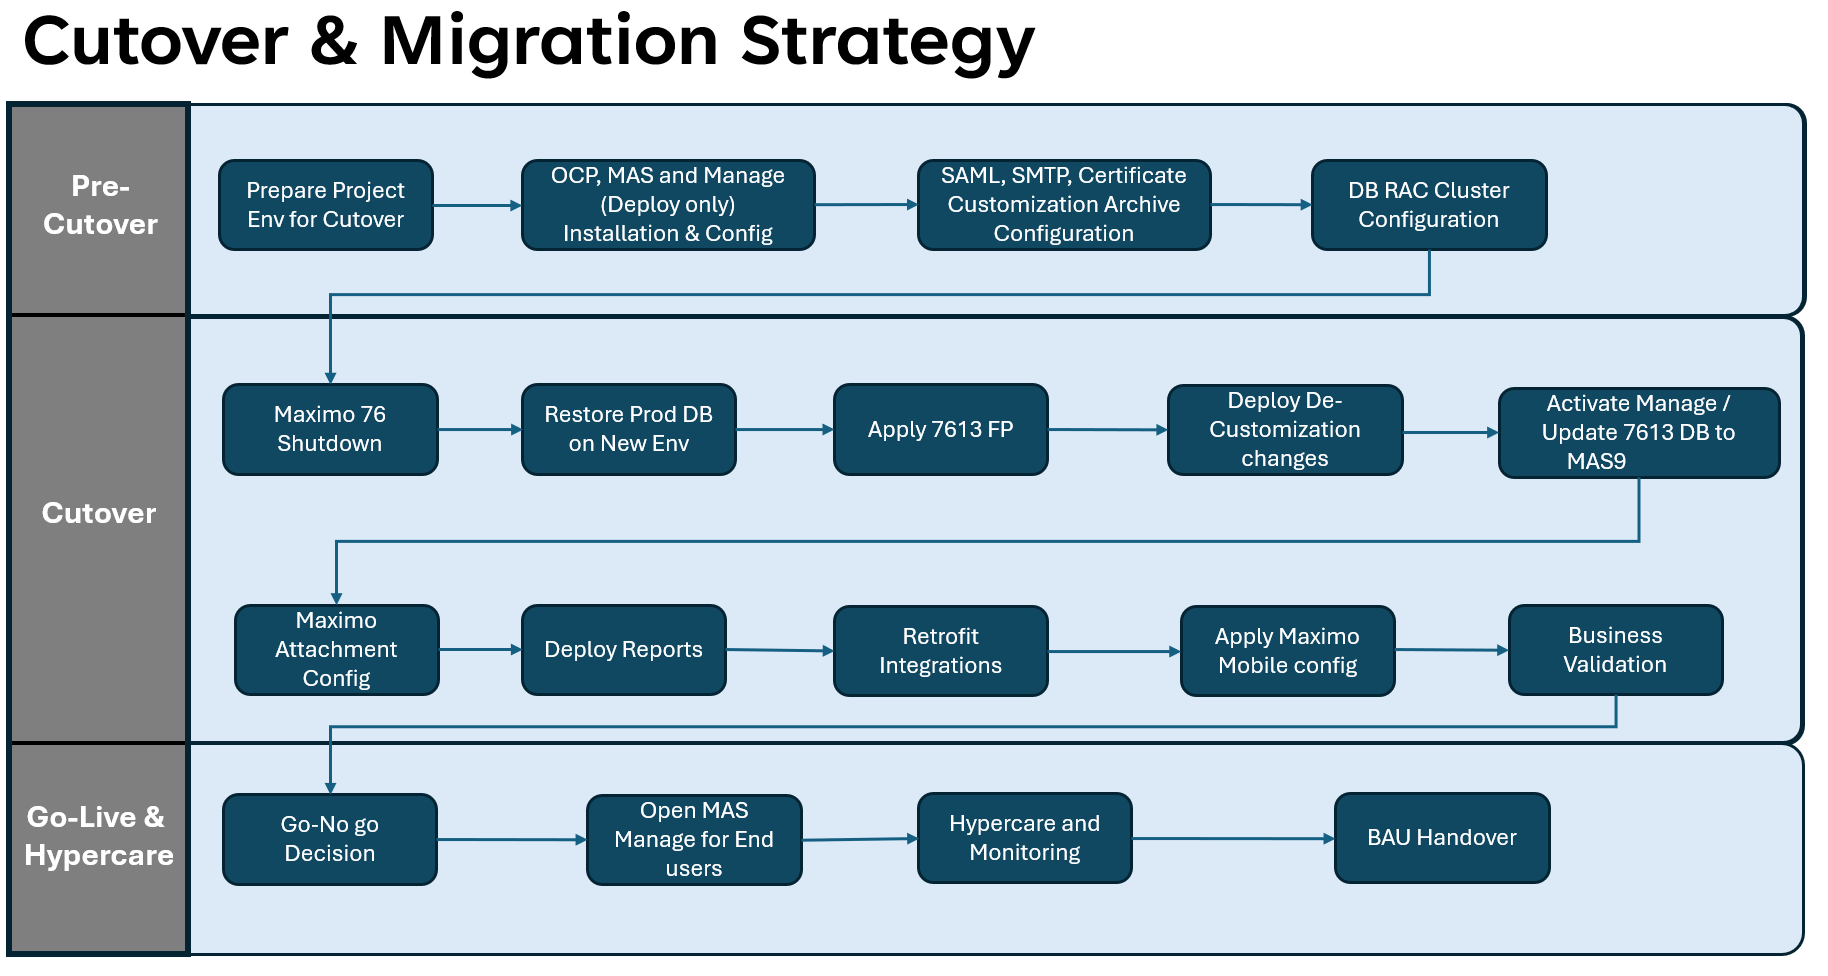 Cutover & Migration Strategy
Pre-
Cutover
Prepare Project
Env for Cutover
OCP, MAS and Manage
(Deploy only)
Installation & Config
SAML, SMTP, Certificate
Customization Archive
Configuration
DB RAC Cluster
Configuration
Cutover
Maximo 76
Shutdown
Restore Prod DB
on New Env
Apply 7613 FP
Deploy De-
Customization
changes
Activate Manage /
Update 7613 DB to
MAS9
Maximo
Attachment
Config
Deploy Reports
Retrofit
Integrations
Apply Maximo
Mobile config
Business
Validation
Go-Live &
Hypercare
Go-No go
Decision
Open MAS
Manage for End
users
Hypercare and
Monitoring
BAU Handover